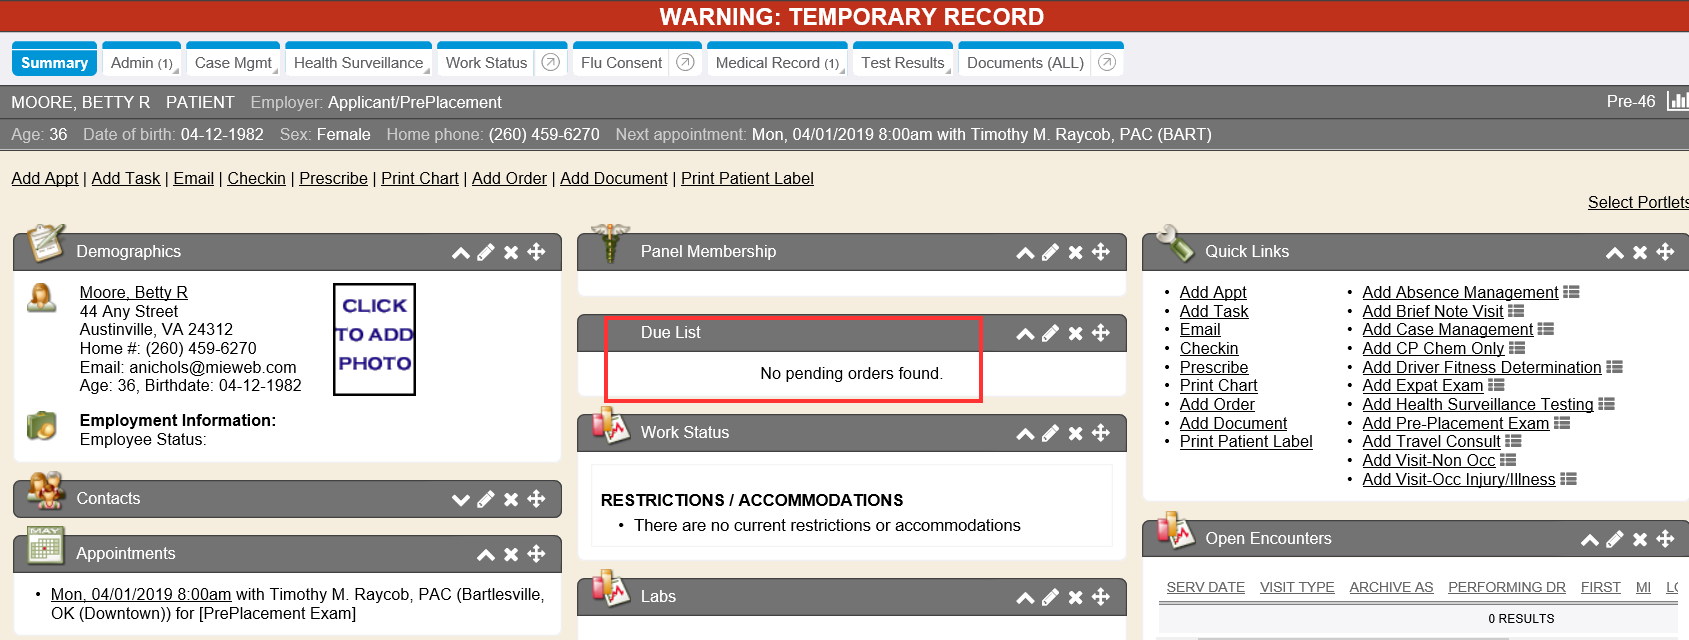 WARNING: TEMPORARY RECORD
Summary Admin (1) Case Mgmt Health Surveillance Work Status Flu Consent Medical Record (1) Test Results Documents (ALL)
MOORE, BETTY R PATIENT Employer: Applicant/PrePlacement Pre-46
Age: 36 Date of birth: 04-12-1982 Sex: Female Home phone: (260) 459-6270 Next appointment: Mon, 04/01/2019 8:00am with Timothy M. Raycob, PAC (BART)
Add Appt | Add Task | Email | Checkin | Prescribe | Print Chart | Add Order | Add Document | Print Patient Label
Select Portlets
Demographics
Moore, Betty R
44 Any Street
Austinville, VA 24312
Home #: (260) 459-6270
Email: anichols@mieweb.com
Age: 36, Birthdate: 04-12-1982
CLICK
TO ADD
PHOTO
Employment Information:
Employee Status:
Contacts
MAY
Appointments
• Mon, 04/01/2019 8:00am with Timothy M. Raycob, PAC (Bartlesville,
OK (Downtown)) for [PrePlacement Exam]
Panel Membership
Due List
No pending orders found.
Work Status
RESTRICTIONS / ACCOMMODATIONS
• There are no current restrictions or accommodations
Labs
Quick Links
• Add Appt
• Add Task
• Email
• Checkin
• Prescribe
• Print Chart
• Add Order
• Add Document
• Print Patient Label
• Add Absence Management
• Add Brief Note Visit
• Add Case Management
• Add CP Chem Only
• Add Driver Fitness Determination
• Add Expat Exam
• Add Health Surveillance Testing
• Add Pre-Placement Exam
• Add Travel Consult
• Add Visit-Non Occ
• Add Visit-Occ Injury/Illness
Open Encounters
SERV DATE VISIT TYPE ARCHIVE AS PERFORMING DR FIRST MI
0 RESULTS